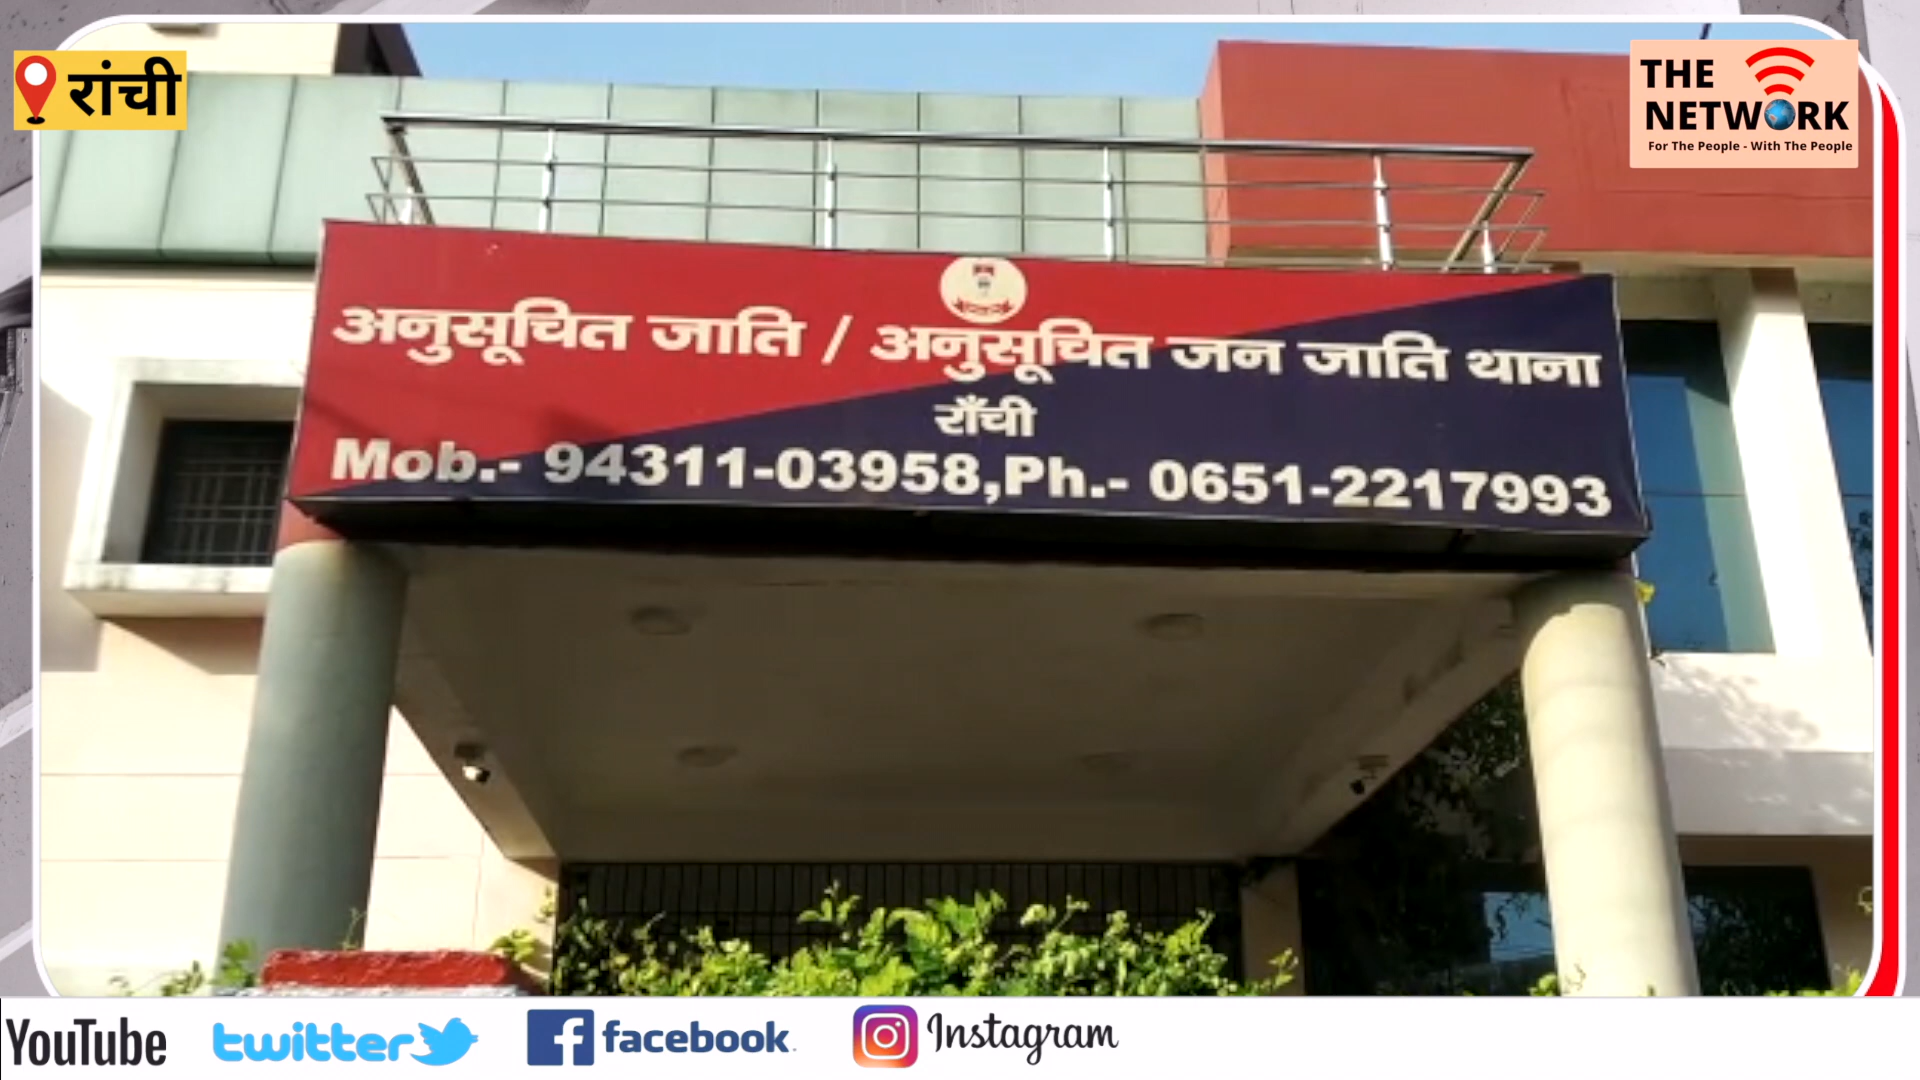 रांची
THE
NETWORK
For The People - With The People
अनुसूचित जाति / अनुसूचित जन जाति थाना
राँची
Mob.- 94311-03958,Ph.- 0651-2217993
YouTube
twitter
facebook.
Instagram